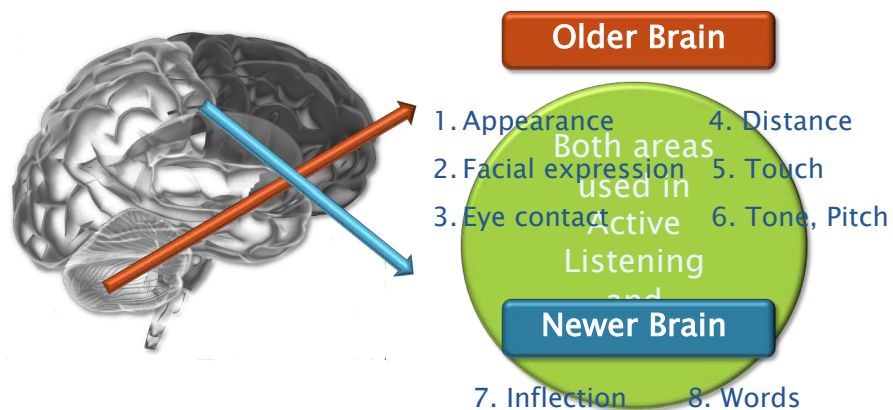 Older Brain
1. Appearance 4. Distance
Both areas
2. Facial expression 5. Touch
used in
3. Eye contact 6. Tone, Pitch
Active
Listening
and
Newer Brain
7. Inflection 8. Words